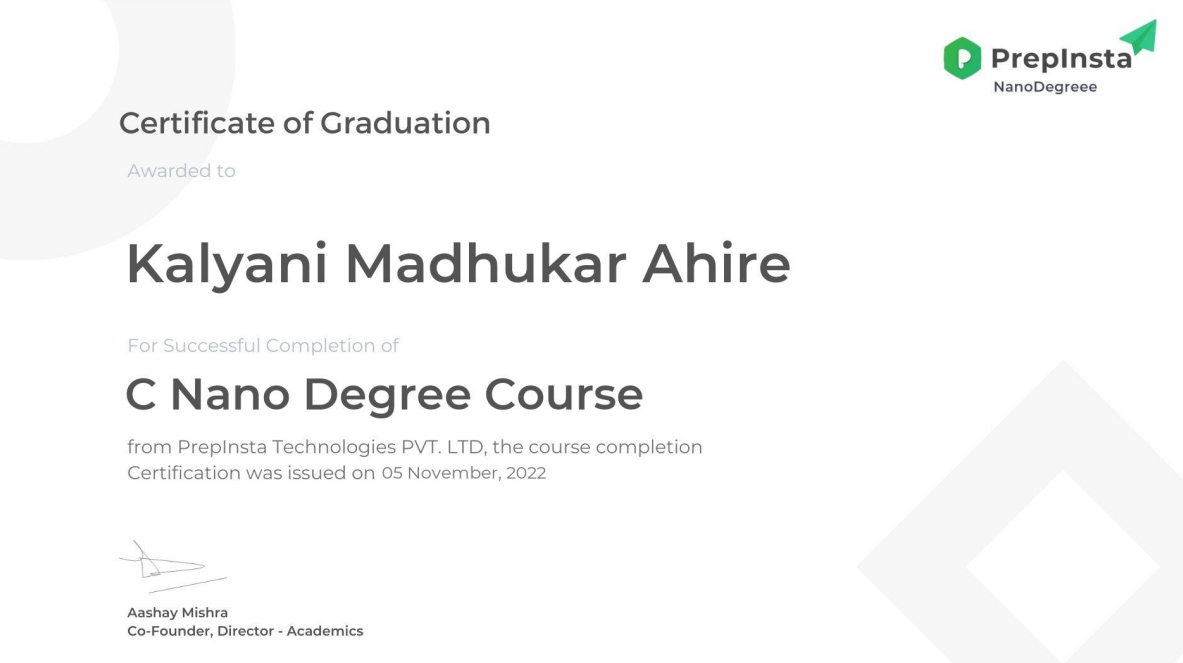 PrepInsta
NanoDegreee
Certificate of Graduation
Awarded to
Kalyani Madhukar Ahire
For Successful Completion of
C Nano Degree Course
from PrepInsta Technologies PVT. LTD, the course completion
Certification was issued on 05 November, 2022
Aashay Mishra
Co-Founder, Director - Academics